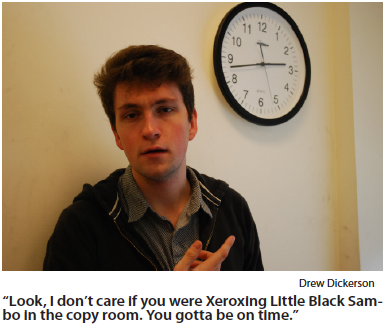 11 12 1
10 2
9 3
8 4
7 6 5
Drew Dickerson
“Look, I don’t care if you were Xeroxing Little Black Sam-
bo in the copy room. You gotta be on time.”